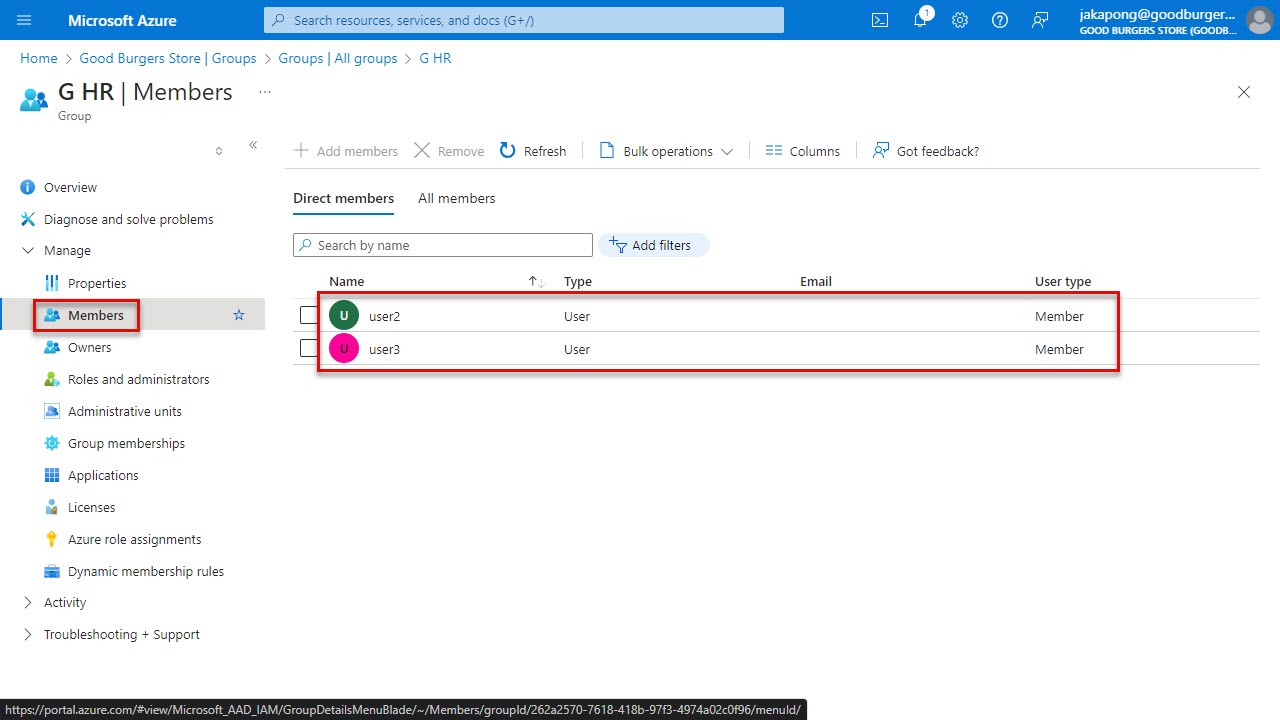 Microsoft Azure
Search resources, services, and docs (G+/)
1
jakapong@goodburger...
GOOD BURGERS STORE (GOODB...
Home > Good Burgers Store | Groups > Groups | All groups > G HR
G HR | Members ...
Group
Add members
Remove
Refresh
Bulk operations
Columns
Got feedback?
Overview
Diagnose and solve problems
Manage
Properties
Members
Owners
Roles and administrators
Administrative units
Group memberships
Applications
Licenses
Azure role assignments
Dynamic membership rules
Activity
Troubleshooting + Support
Direct members All members
Search by name
Add filters
Name Type Email User type
U user2 User Member
U user3 User Member
https://portal.azure.com/#view/Microsoft_AAD_IAM/GroupDetailsMenuBlade/~/Members/groupId/262a2570-7618-418b-97f3-4974a02c0f96/menuId/